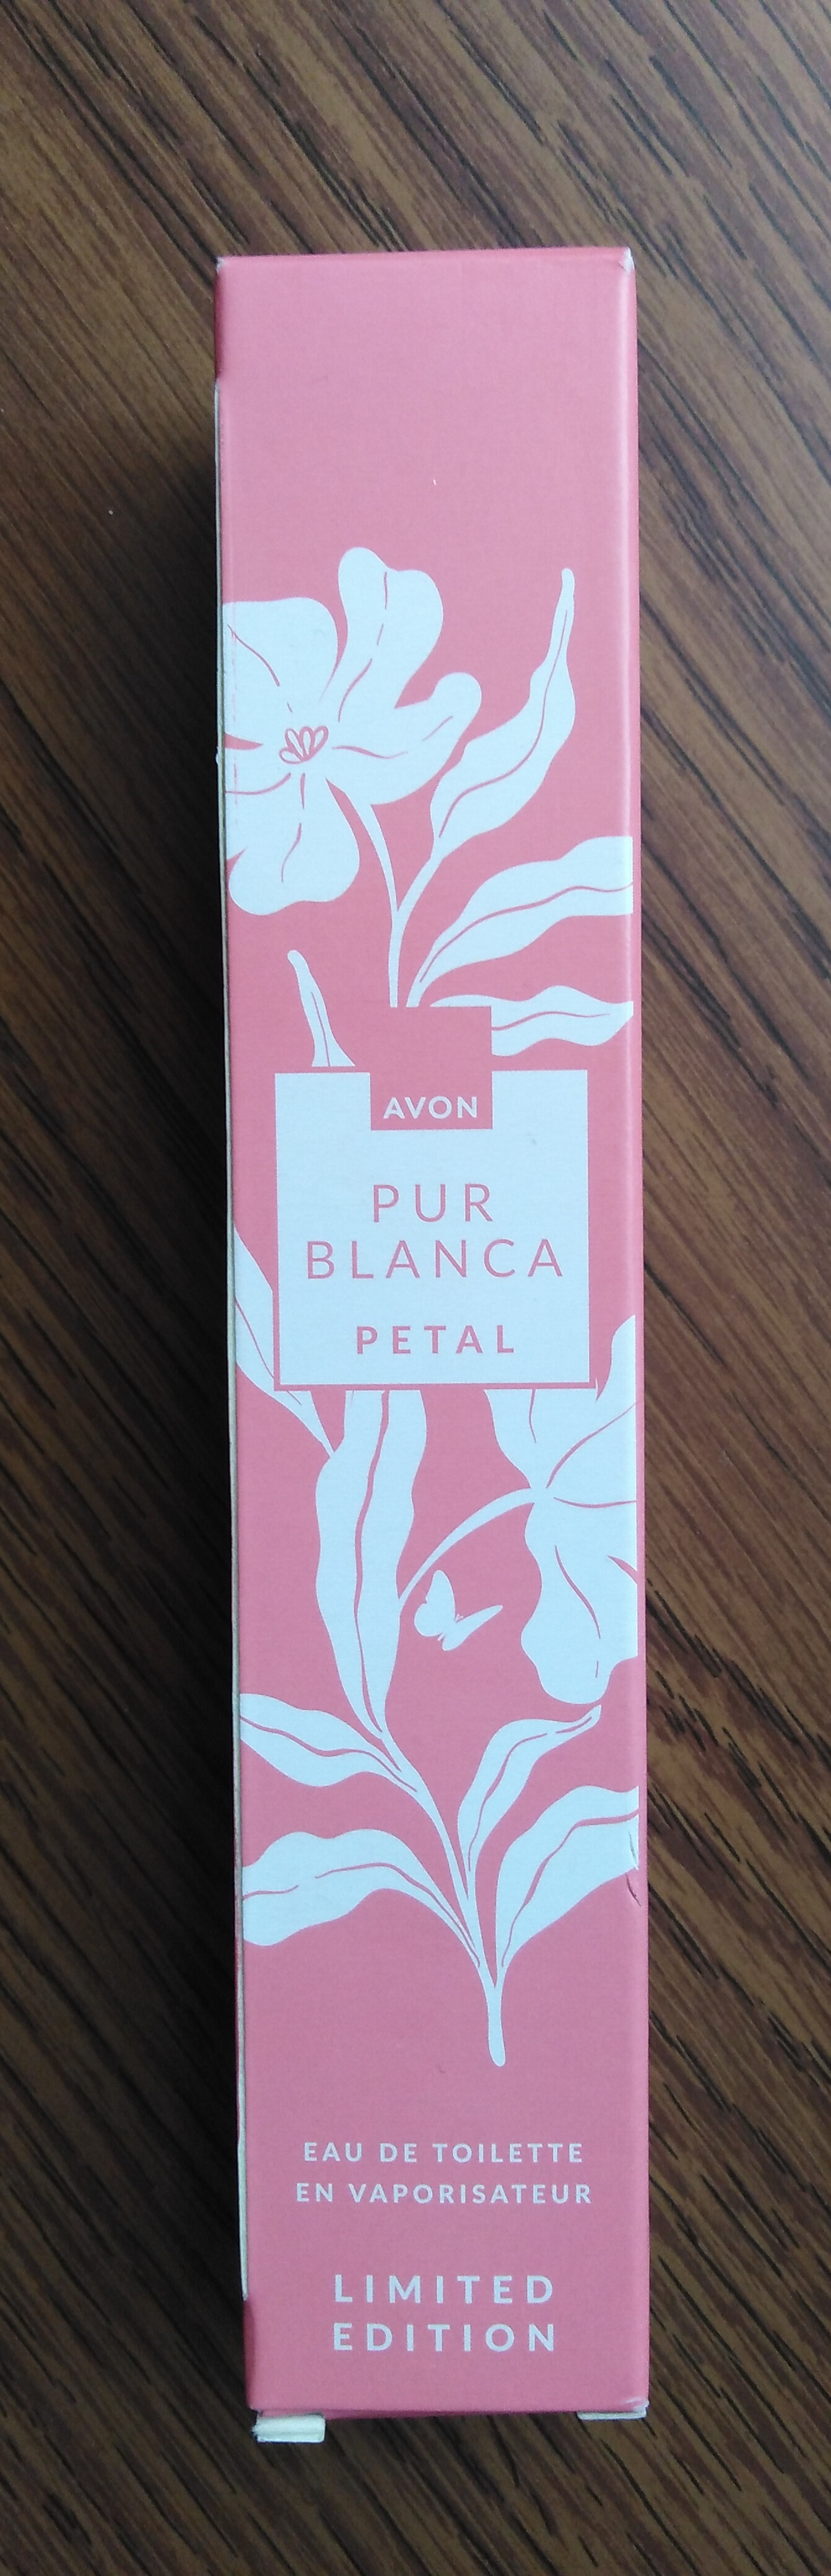 AVON
PUR
BLANCA
PETAL
EAU DE TOILETTE
EN VAPORISATEUR
LIMITED
EDITION